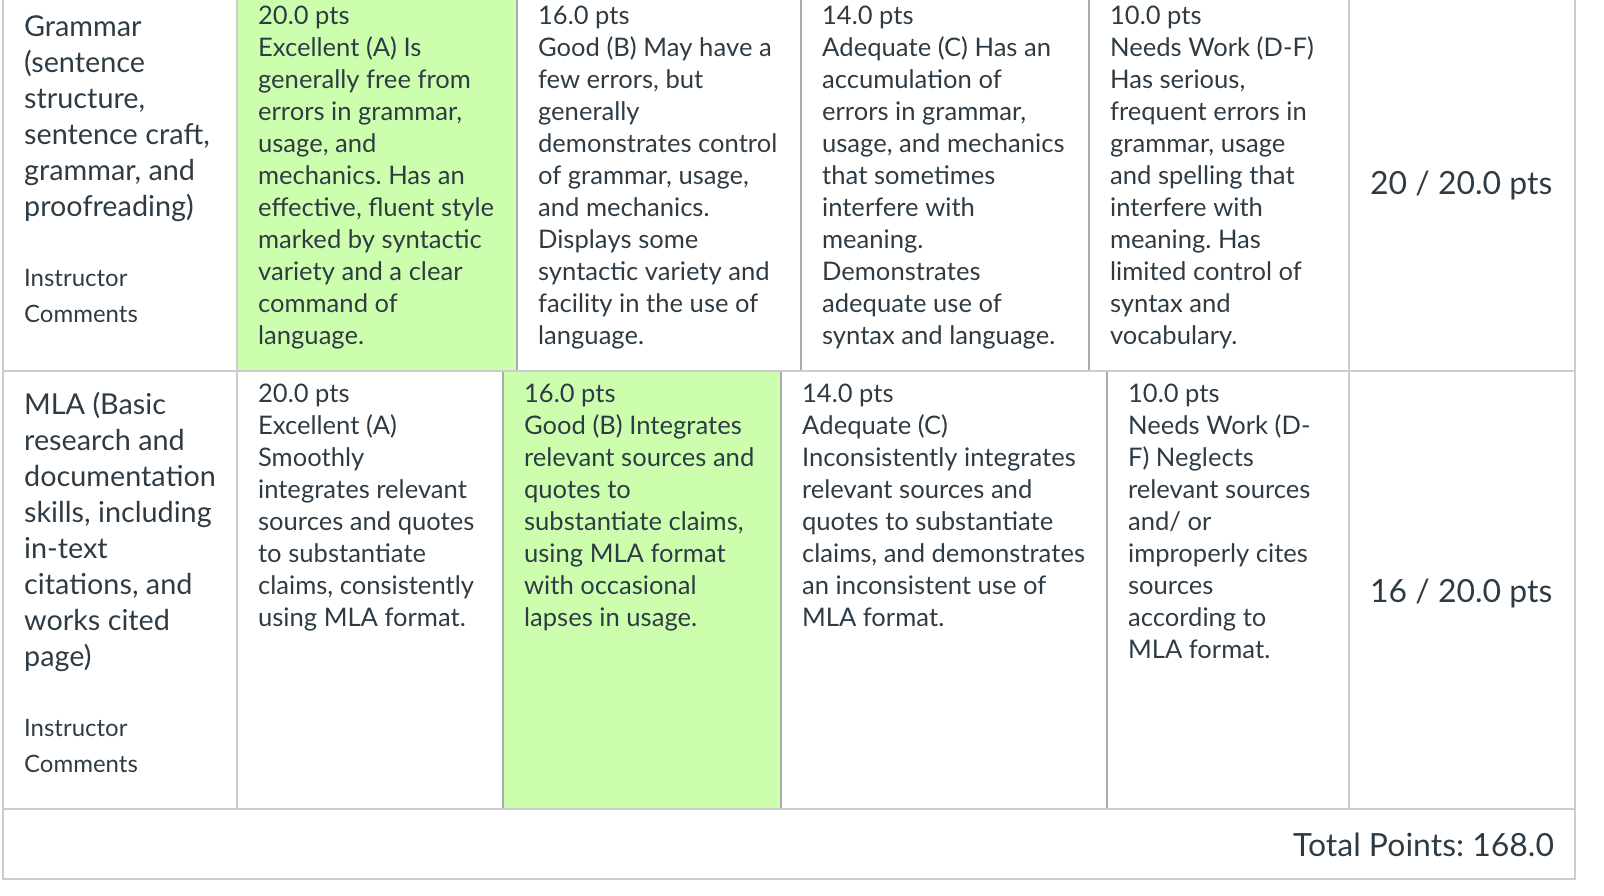 Grammar
(sentence
structure,
sentence craft,
grammar, and
proofreading)
Instructor
Comments
20.0 pts
Excellent (A) Is
generally free from
errors in grammar,
usage, and
mechanics. Has an
effective, fluent style
marked by syntactic
variety and a clear
command of
language.
16.0 pts
Good (B) May have a
few errors, but
generally
demonstrates control
of grammar, usage,
and mechanics.
Displays some
syntactic variety and
facility in the use of
language.
14.0 pts
Adequate (C) Has an
accumulation of
errors in grammar,
usage, and mechanics
that sometimes
interfere with
meaning.
Demonstrates
adequate use of
syntax and language.
10.0 pts
Needs Work (D-F)
Has serious,
frequent errors in
grammar, usage
and spelling that
interfere with
meaning. Has
limited control of
syntax and
vocabulary.
20 / 20.0 pts
MLA (Basic
research and
documentation
skills, including
in-text
citations, and
works cited
page)
Instructor
Comments
20.0 pts
Excellent (A)
Smoothly
integrates relevant
sources and quotes
to substantiate
claims, consistently
using MLA format.
16.0 pts
Good (B) Integrates
relevant sources and
quotes to
substantiate claims,
using MLA format
with occasional
lapses in usage.
14.0 pts
Adequate (C)
Inconsistently integrates
relevant sources and
quotes to substantiate
claims, and demonstrates
an inconsistent use of
MLA format.
10.0 pts
Needs Work (D-
F) Neglects
relevant sources
and/ or
improperly cites
sources
according to
MLA format.
16 / 20.0 pts
Total Points: 168.0